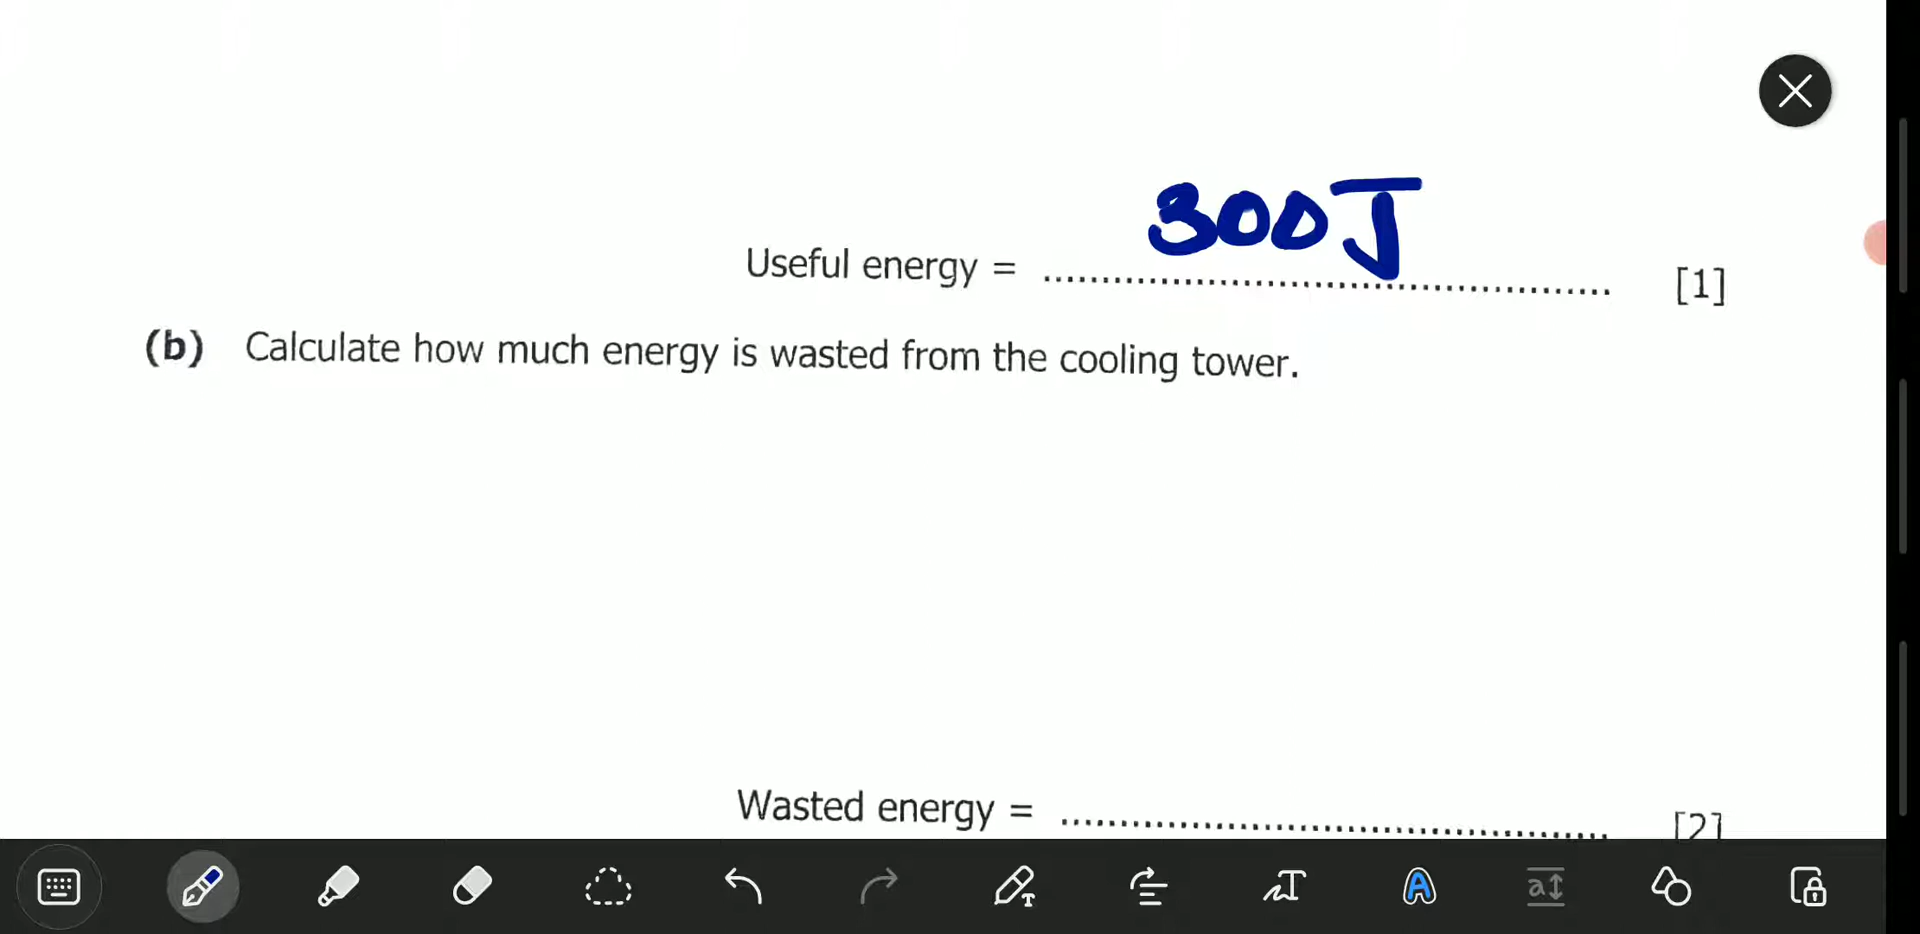 300J
Useful energy = .................................................. [1]
(b) Calculate how much energy is wasted from the cooling tower.
Wasted energy = .................................................. [2]